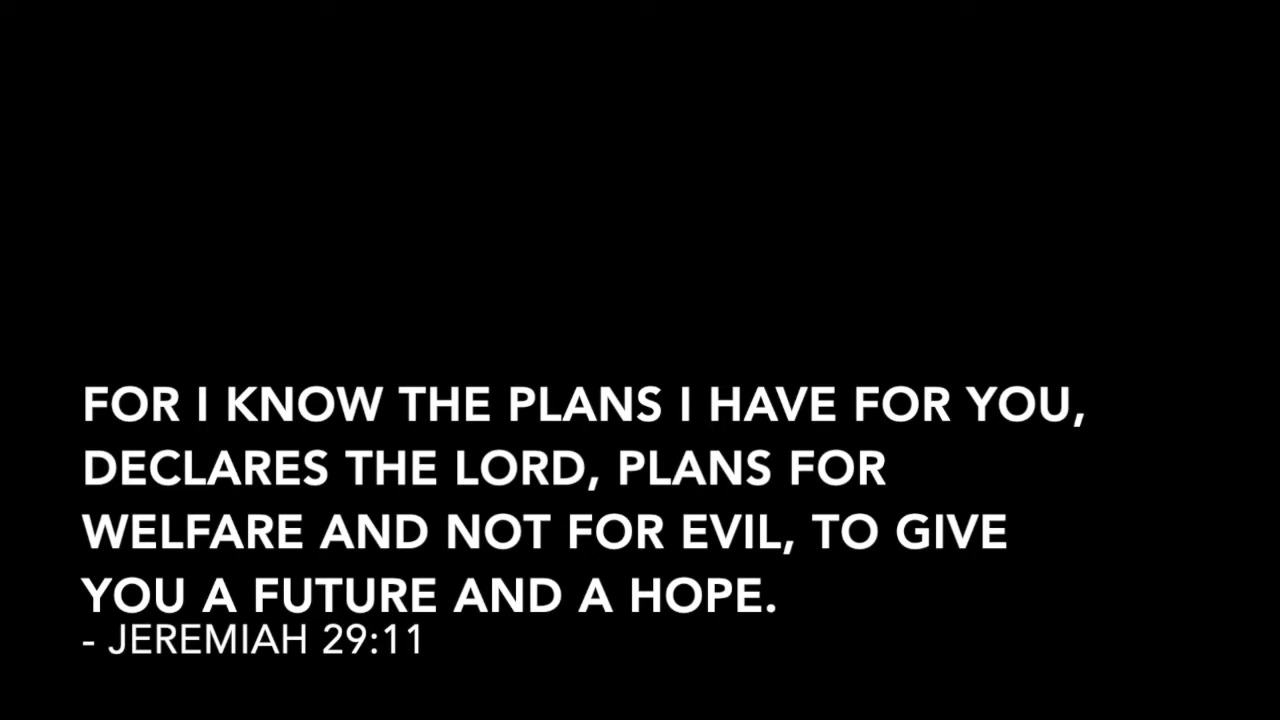 FOR I KNOW THE PLANS I HAVE FOR YOU,
DECLARES THE LORD, PLANS FOR
WELFARE AND NOT FOR EVIL, TO GIVE
YOU A FUTURE AND A HOPE.
- JEREMIAH 29:11